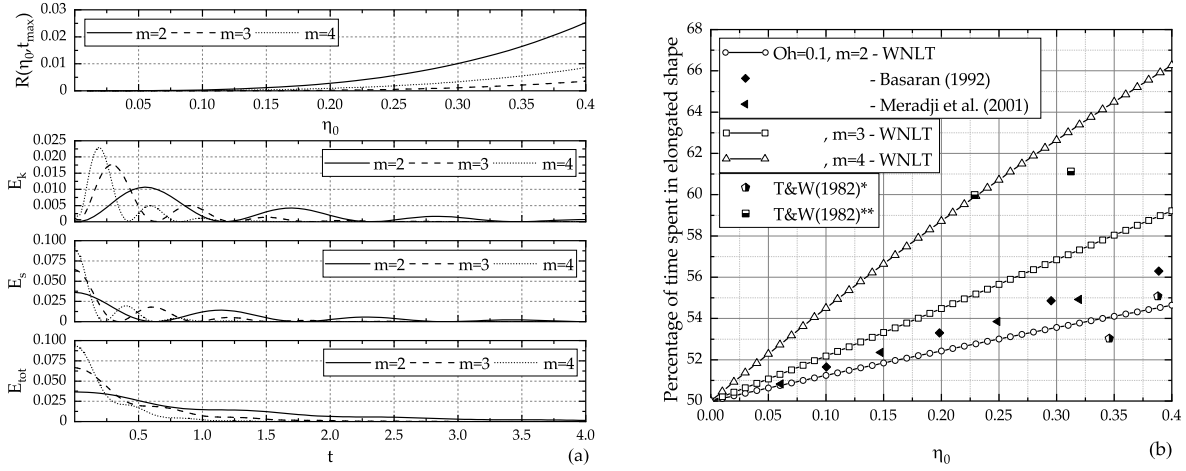 R(η₀,t_max)
0.03
0.02
0.01
0
m=2 m=3 m=4
0.05 0.10 0.15 0.20 0.25 0.30 0.35 0.4
η₀
E_k
0.025
0.020
0.015
0.010
0.005
0
m=2 m=3 m=4
E_s
0.100
0.075
0.050
0.025
0
m=2 m=3 m=4
E_tot
0.100
0.075
0.050
0.025
0
m=2 m=3 m=4
0.5 1.0 1.5 2.0 2.5 3.0 3.5 4.0
t
(a)
Percentage of time spent in elongated shape
68
66
64
62
60
58
56
54
52
50
Oh=0.1, m=2 - WNLT
- Basaran (1992)
- Meradji et al. (2001)
, m=3 - WNLT
, m=4 - WNLT
T&W(1982)*
T&W(1982)**
0.00 0.05 0.10 0.15 0.20 0.25 0.30 0.35 0.4
η₀
(b)